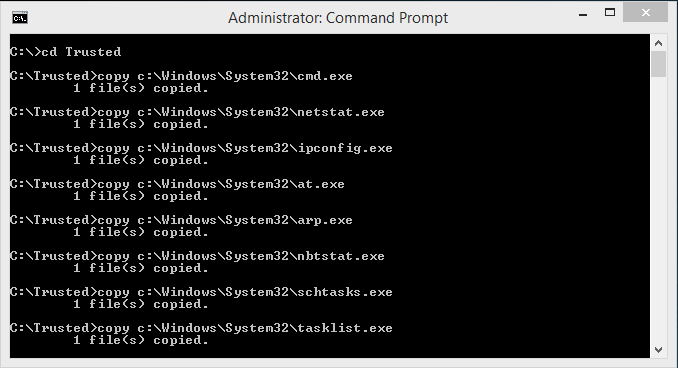 Administrator: Command Prompt
C:\>cd Trusted
C:\Trusted>copy c:\Windows\System32\cmd.exe
1 file(s) copied.
C:\Trusted>copy c:\Windows\System32\netstat.exe
1 file(s) copied.
C:\Trusted>copy c:\Windows\System32\ipconfig.exe
1 file(s) copied.
C:\Trusted>copy c:\Windows\System32\at.exe
1 file(s) copied.
C:\Trusted>copy c:\Windows\System32\arp.exe
1 file(s) copied.
C:\Trusted>copy c:\Windows\System32\nbtstat.exe
1 file(s) copied.
C:\Trusted>copy c:\Windows\System32\schtasks.exe
1 file(s) copied.
C:\Trusted>copy c:\Windows\System32\tasklist.exe
1 file(s) copied.